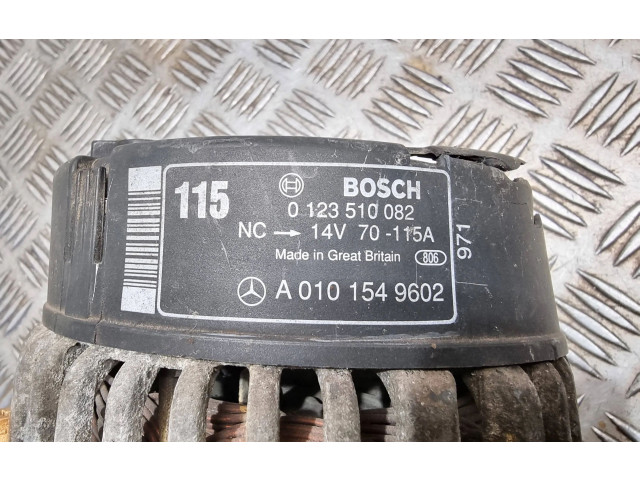 115
BOSCH
0 123 510 082
NC → 14V 70 -115A
Made in Great Britain 806
A 010 154 9602
971